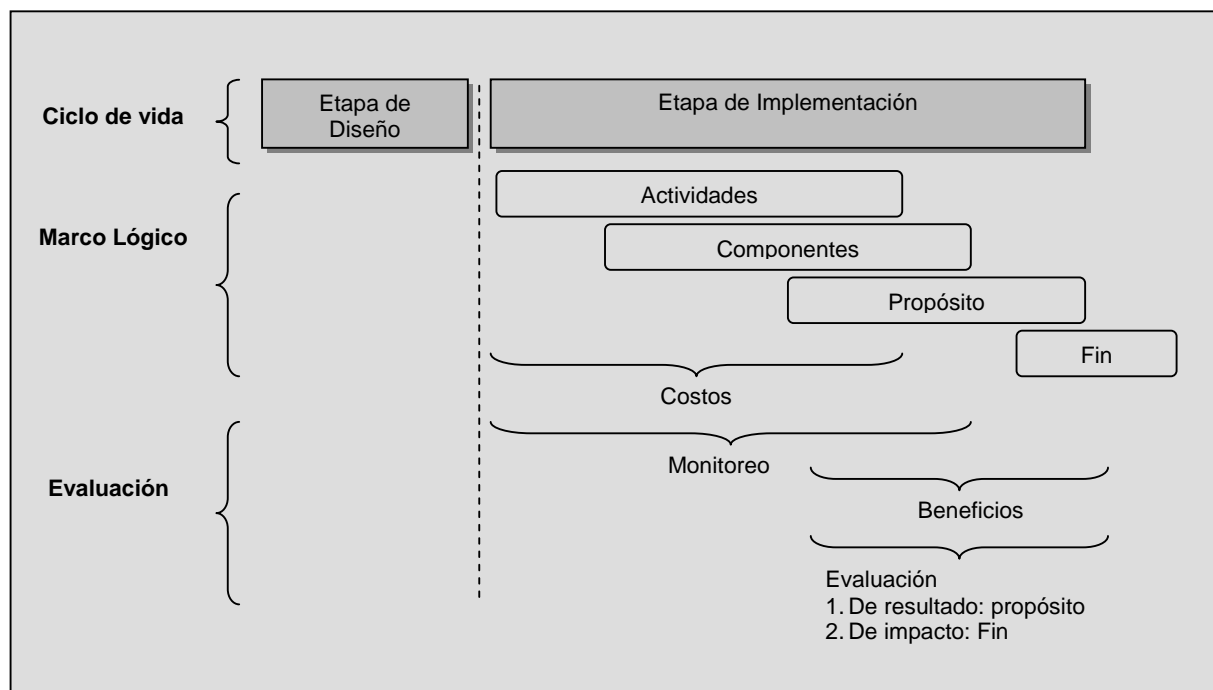 Ciclo de vida
Etapa de
Diseño
Etapa de Implementación
Marco Lógico
Actividades
Componentes
Propósito
Fin
Costos
Monitoreo
Evaluación
Beneficios
Evaluación
1. De resultado: propósito
2. De impacto: Fin